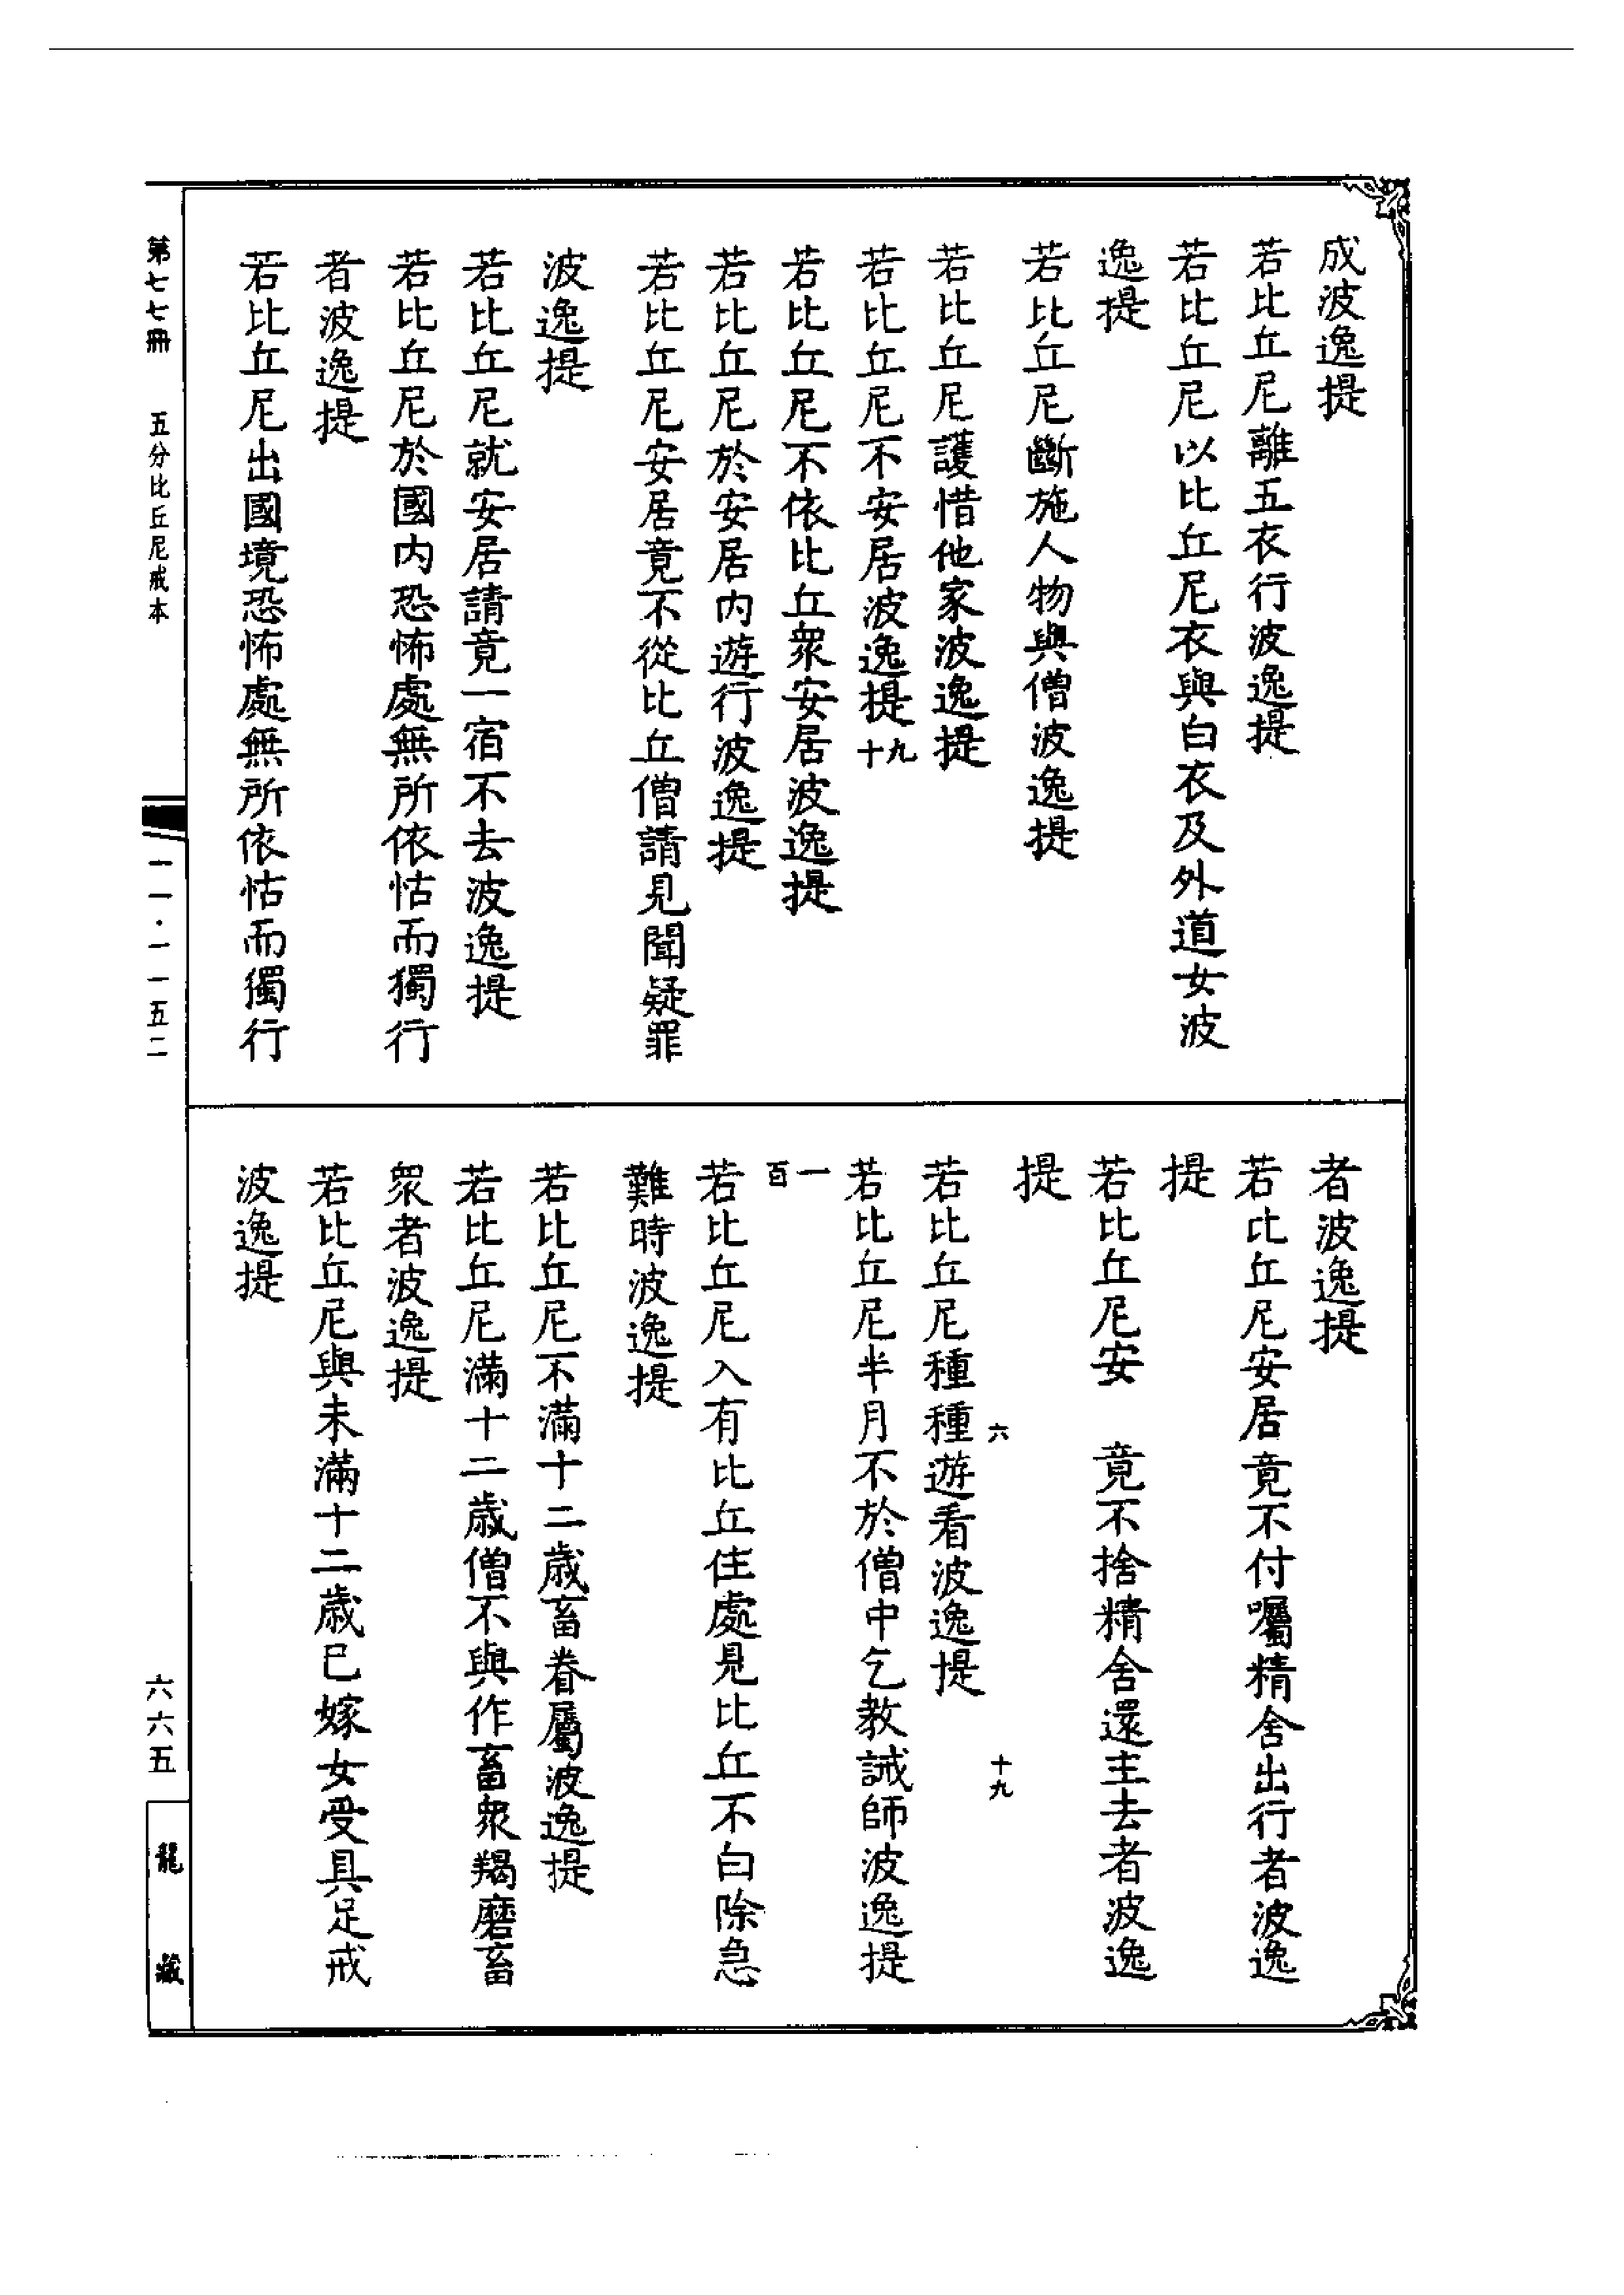 成波逸提
若比丘尼離五衣行波逸提
若比丘尼以比丘尼衣與白衣及外道女波
逸提
若比丘尼斷施人物與僧波逸提
若比丘尼護惜他家波逸提
若比丘尼不安居波逸提九十
若比丘尼不依比丘眾安居波逸提
若比丘尼於安居內遊行波逸提
若比丘尼安居竟不從比丘僧請見聞疑罪
波逸提
若比丘尼就安居請竟一宿不去波逸提
若比丘尼於國內恐怖處無所依怙而獨行
者波逸提
若比丘尼出國境恐怖處無所依怙而獨行
者波逸提
若比丘尼安居竟不付囑精舍出行者波逸
提
若比丘尼安 竟不捨精舍還主去者波逸
提
六 十九
若比丘尼種種遊看波逸提
若比丘尼半月不於僧中乞教誡師波逸提
一百
若比丘尼入有比丘住處見比丘不白除急
難時波逸提
若比丘尼不滿十二歲畜眷屬波逸提
若比丘尼滿十二歲僧不與作畜眾羯磨畜
眾者波逸提
若比丘尼與未滿十二歲已嫁女受具足戒
波逸提
第七七冊 五分比丘尼戒本 一一·一一五二 六六五 龍藏